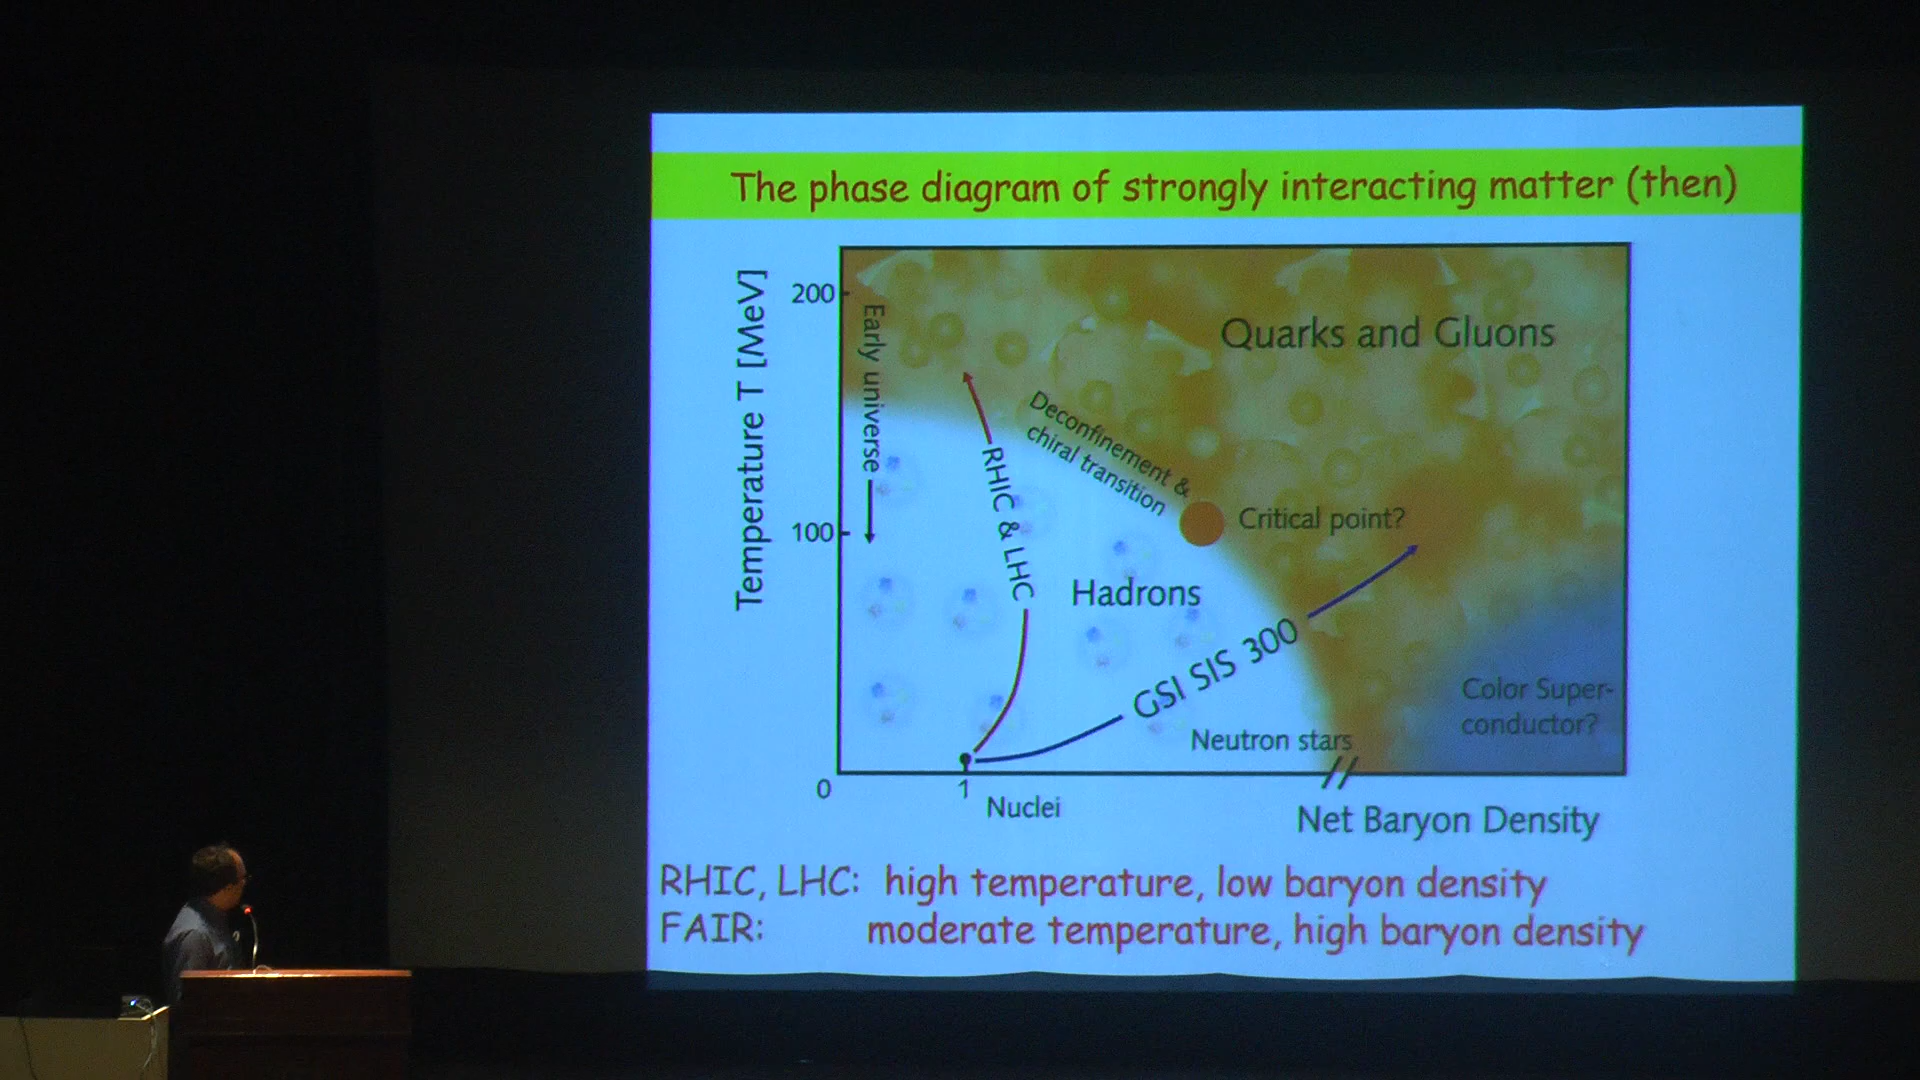 The phase diagram of strongly interacting matter (then)
Temperature T [MeV]
200
100
0
Early universe
RHIC & LHC
Deconfinement &
chiral transition
Quarks and Gluons
Critical point?
Hadrons
GSI SIS 300
Color Super-
conductor?
Neutron stars
1
Nuclei
Net Baryon Density
RHIC, LHC: high temperature, low baryon density
FAIR: moderate temperature, high baryon density